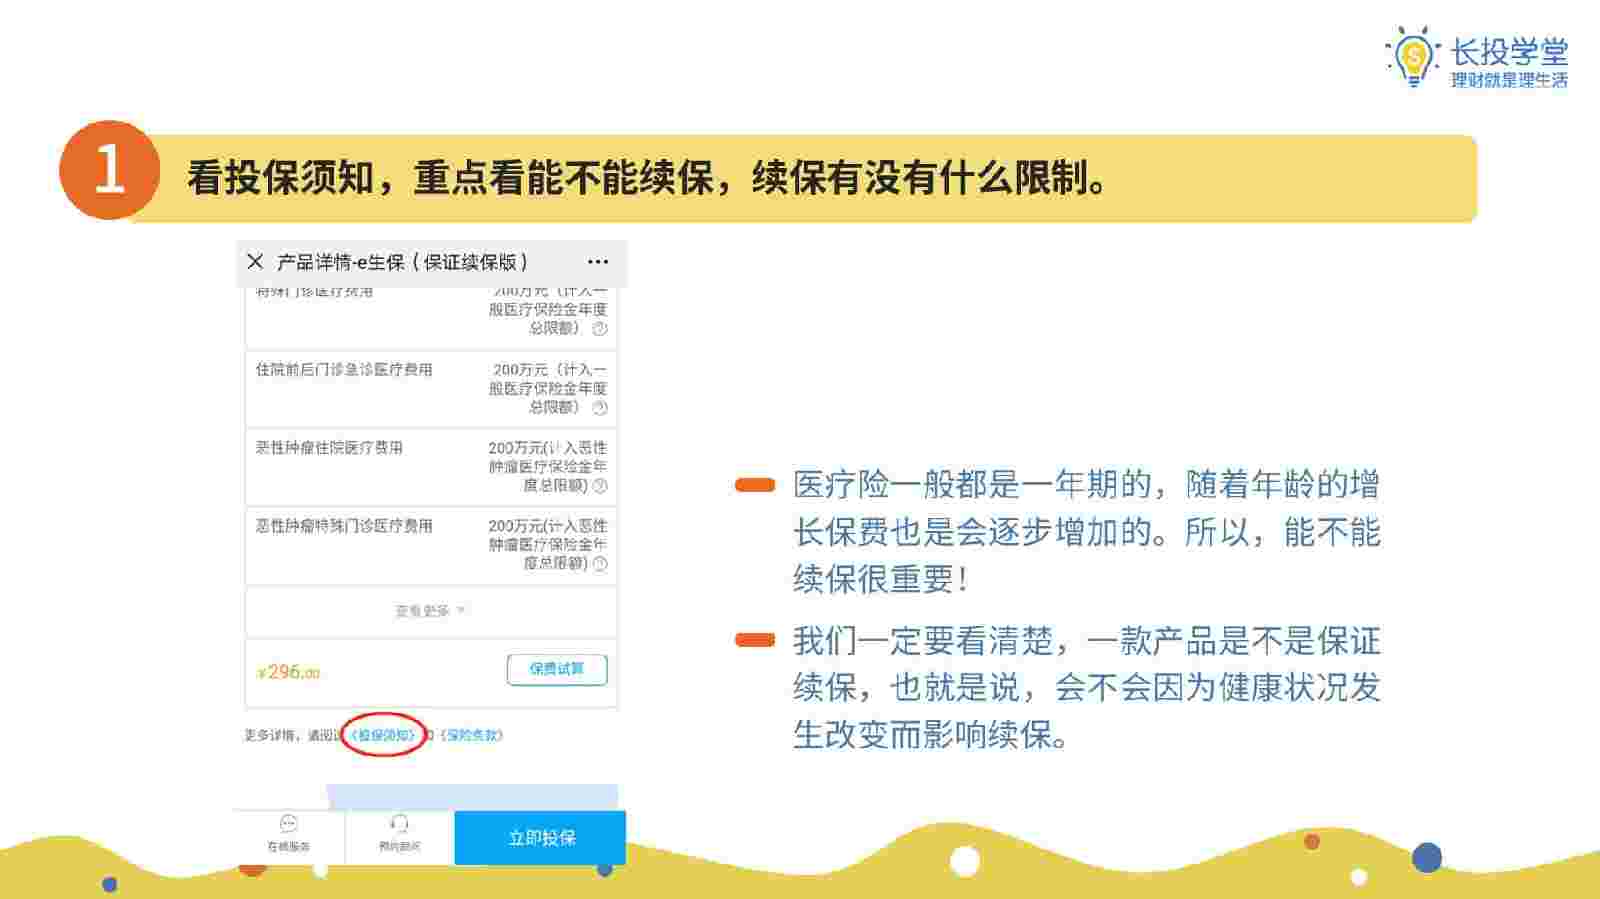 长投学堂
理财就是理生活
1
看投保须知，重点看能不能续保，续保有没有什么限制。
产品详情-e生保（保证续保版）
特殊门诊医疗费用
200万元（计入一
般医疗保险金年度
总限额）
住院前后门诊急诊医疗费用
200万元（计入一
般医疗保险金年度
总限额）
恶性肿瘤住院医疗费用
200万元(计入恶性
肿瘤医疗保险金年
度总限额)
恶性肿瘤特殊门诊医疗费用
200万元(计入恶性
肿瘤医疗保险金年
度总限额)
查看更多
¥296.00
保费试算
更多详情，请阅读《投保须知》和《保险条款》
在线服务
预约顾问
立即投保
医疗险一般都是一年期的，随着年龄的增
长保费也是会逐步增加的。所以，能不能
续保很重要！
我们一定要看清楚，一款产品是不是保证
续保，也就是说，会不会因为健康状况发
生改变而影响续保。